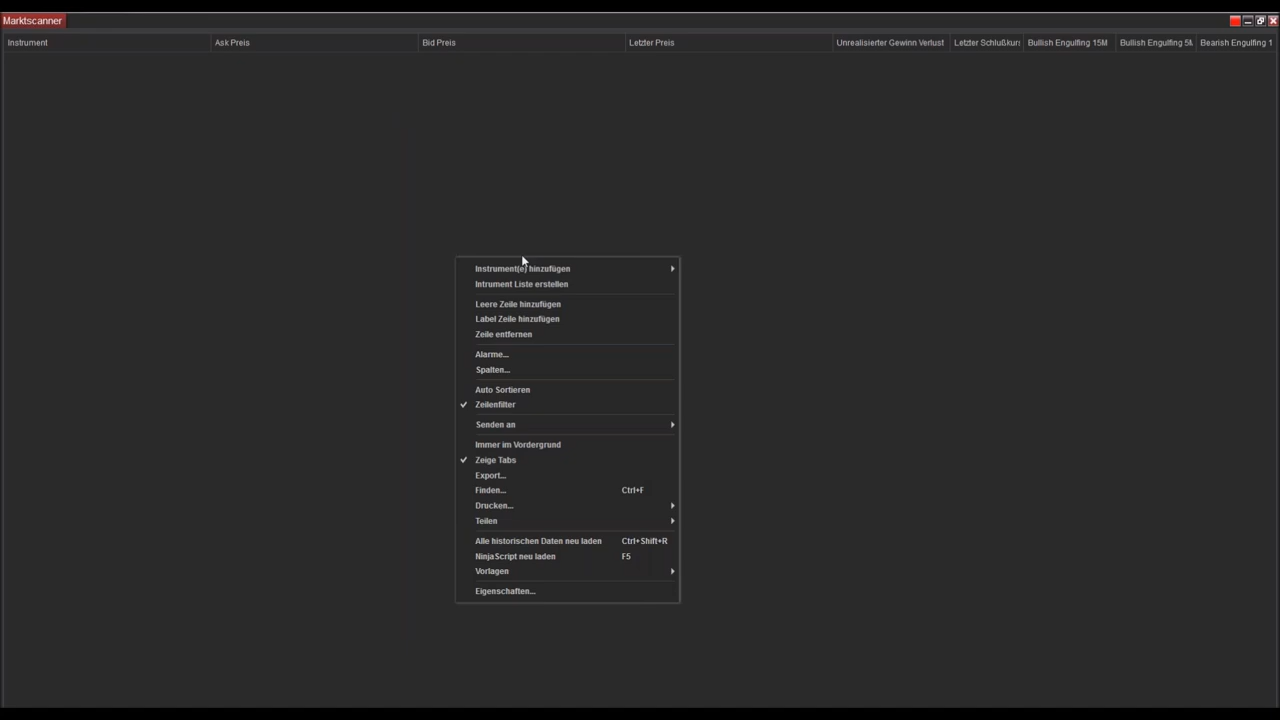 Marktscanner
Instrument Ask Preis Bid Preis Letzter Preis Unrealisierter Gewinn Verlust Letzter Schlußkurs Bullish Engulfing 15M Bullish Engulfing 5M Bearish Engulfing 1
Instrument(e) hinzufügen
Intrument Liste erstellen
Leere Zeile hinzufügen
Label Zeile hinzufügen
Zeile entfernen
Alarme...
Spalten...
Auto Sortieren
Zeilenfilter
Senden an
Immer im Vordergrund
Zeige Tabs
Export...
Finden... Ctrl+F
Drucken...
Teilen
Alle historischen Daten neu laden Ctrl+Shift+R
NinjaScript neu laden F5
Vorlagen
Eigenschaften...